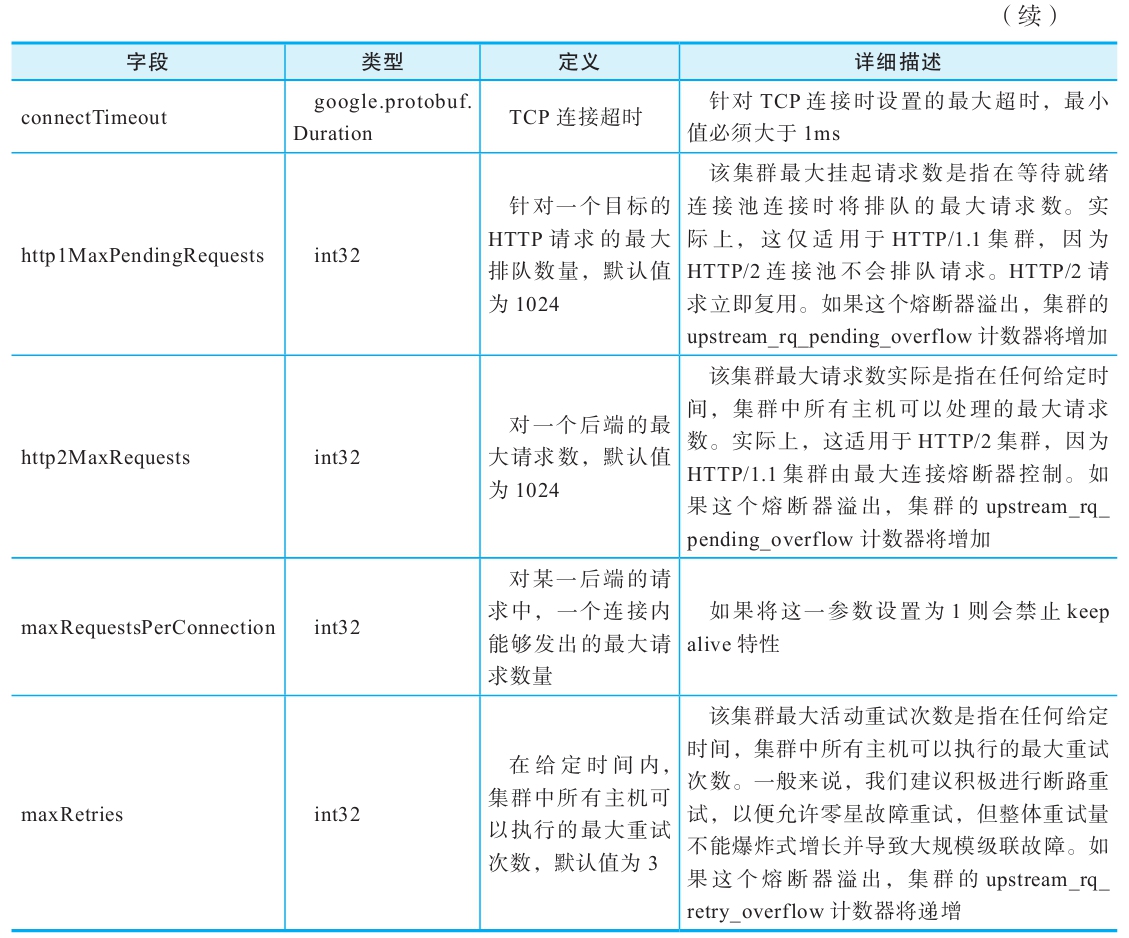 （续）
字段 类型 定义 详细描述
connectTimeout
google.protobuf.
Duration
TCP 连接超时
针对 TCP 连接时设置的最大超时，最小
值必须大于 1ms
http1MaxPendingRequests
int32
针对一个目标的
HTTP 请求的最大
排队数量，默认值
为 1024
该集群最大挂起请求数是指在等待就绪
连接池连接时将排队的最大请求数。实
际上，这仅适用于 HTTP/1.1 集群，因为
HTTP/2 连接池不会排队请求。HTTP/2 请
求立即复用。如果这个熔断器溢出，集群的
upstream_rq_pending_overflow 计数器将增加
http2MaxRequests
int32
对一个后端的最
大请求数，默认值
为 1024
该集群最大请求数实际是指在任何给定时
间，集群中所有主机可以处理的最大请求
数。实际上，这适用于 HTTP/2 集群，因为
HTTP/1.1 集群由最大连接熔断器控制。如
果这个熔断器溢出，集群的 upstream_rq_
pending_overflow 计数器将增加
maxRequestsPerConnection
int32
对某一后端的请
求中，一个连接内
能够发出的最大请
求数量
如果将这一参数设置为 1 则会禁止 keep
alive 特性
maxRetries
int32
在给定时间内，
集群中所有主机可
以执行的最大重试
次数，默认值为 3
该集群最大活动重试次数是指在任何给定
时间，集群中所有主机可以执行的最大重试
次数。一般来说，我们建议积极进行断路重
试，以便允许零星故障重试，但整体重试量
不能爆炸式增长并导致大规模级联故障。如
果这个熔断器溢出，集群的 upstream_rq_
retry_overflow 计数器将递增